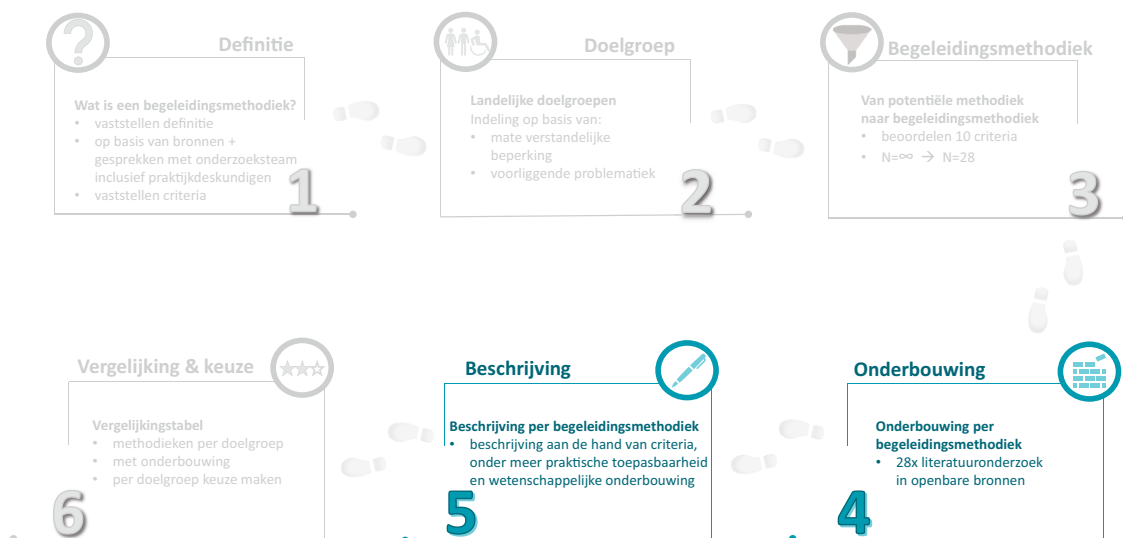 Definitie
Wat is een begeleidingsmethodiek?
• vaststellen definitie
• op basis van bronnen +
gesprekken met onderzoeksteam
inclusief praktijkdeskundigen
• vaststellen criteria
1
Doelgroep
Landelijke doelgroepen
Indeling op basis van:
• mate verstandelijke
beperking
• voorliggende problematiek
2
Begeleidingsmethodiek
Van potentiële methodiek
naar begeleidingsmethodiek
• beoordelen 10 criteria
• N=∞ → N=28
3
Onderbouwing
Onderbouwing per
begeleidingsmethodiek
• 28x literatuuronderzoek
in openbare bronnen
4
Beschrijving
Beschrijving per begeleidingsmethodiek
• beschrijving aan de hand van criteria,
onder meer praktische toepasbaarheid
en wetenschappelijke onderbouwing
5
Vergelijking & keuze
Vergelijkingstabel
• methodieken per doelgroep
• met onderbouwing
• per doelgroep keuze maken
6